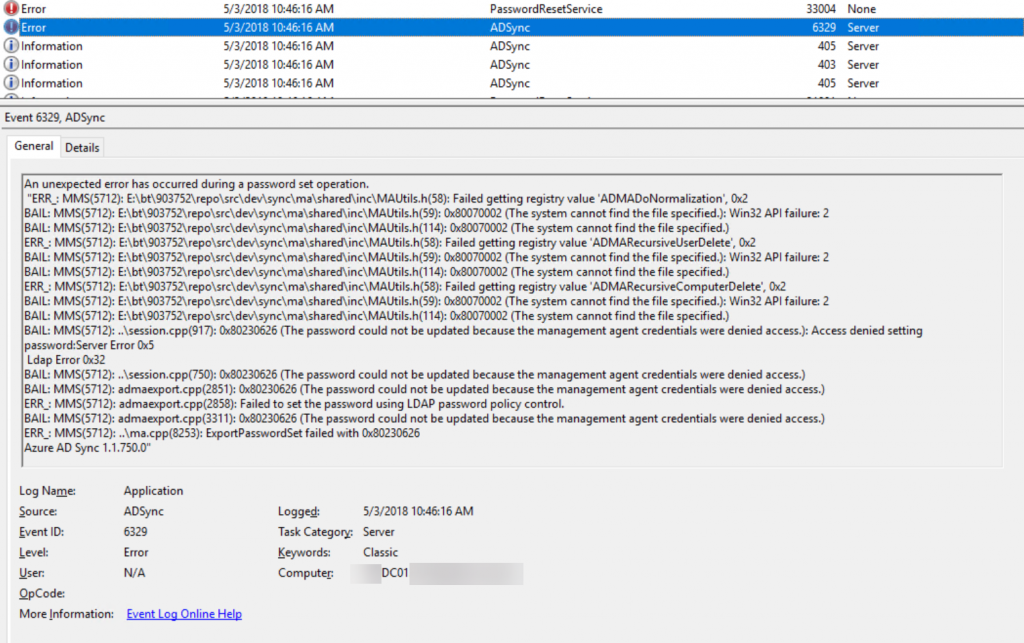 Error 5/3/2018 10:46:16 AM PasswordResetService 33004 None
Error 5/3/2018 10:46:16 AM ADSync 6329 Server
Information 5/3/2018 10:46:16 AM ADSync 405 Server
Information 5/3/2018 10:46:16 AM ADSync 403 Server
Information 5/3/2018 10:46:16 AM ADSync 405 Server
Event 6329, ADSync
General Details
An unexpected error has occurred during a password set operation.
"ERR_: MMS(5712): E:\bt\903752\repo\src\dev\sync\ma\shared\inc\MAUtils.h(58): Failed getting registry value 'ADMADoNormalization', 0x2
BAIL: MMS(5712): E:\bt\903752\repo\src\dev\sync\ma\shared\inc\MAUtils.h(59): 0x80070002 (The system cannot find the file specified.): Win32 API failure: 2
BAIL: MMS(5712): E:\bt\903752\repo\src\dev\sync\ma\shared\inc\MAUtils.h(114): 0x80070002 (The system cannot find the file specified.)
ERR_: MMS(5712): E:\bt\903752\repo\src\dev\sync\ma\shared\inc\MAUtils.h(58): Failed getting registry value 'ADMARecursiveUserDelete', 0x2
BAIL: MMS(5712): E:\bt\903752\repo\src\dev\sync\ma\shared\inc\MAUtils.h(59): 0x80070002 (The system cannot find the file specified.): Win32 API failure: 2
BAIL: MMS(5712): E:\bt\903752\repo\src\dev\sync\ma\shared\inc\MAUtils.h(114): 0x80070002 (The system cannot find the file specified.)
ERR_: MMS(5712): E:\bt\903752\repo\src\dev\sync\ma\shared\inc\MAUtils.h(58): Failed getting registry value 'ADMARecursiveComputerDelete', 0x2
BAIL: MMS(5712): E:\bt\903752\repo\src\dev\sync\ma\shared\inc\MAUtils.h(59): 0x80070002 (The system cannot find the file specified.): Win32 API failure: 2
BAIL: MMS(5712): E:\bt\903752\repo\src\dev\sync\ma\shared\inc\MAUtils.h(114): 0x80070002 (The system cannot find the file specified.)
BAIL: MMS(5712): ..\session.cpp(917): 0x80230626 (The password could not be updated because the management agent credentials were denied access.): Access denied setting
password:Server Error 0x5
Ldap Error 0x32
BAIL: MMS(5712): ..\session.cpp(750): 0x80230626 (The password could not be updated because the management agent credentials were denied access.)
BAIL: MMS(5712): admaexport.cpp(2851): 0x80230626 (The password could not be updated because the management agent credentials were denied access.)
ERR_: MMS(5712): admaexport.cpp(2858): Failed to set the password using LDAP password policy control.
BAIL: MMS(5712): admaexport.cpp(3311): 0x80230626 (The password could not be updated because the management agent credentials were denied access.)
ERR_: MMS(5712): ..\ma.cpp(8253): ExportPasswordSet failed with 0x80230626
Azure AD Sync 1.1.750.0"
Log Name: Application
Source: ADSync Logged: 5/3/2018 10:46:16 AM
Event ID: 6329 Task Category: Server
Level: Error Keywords: Classic
User: N/A Computer: DC01
OpCode:
More Information: Event Log Online Help